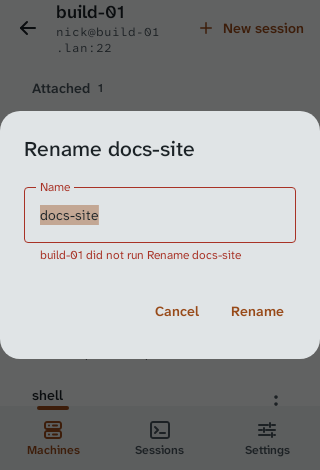 build-01
nick@build-01
.lan:22
New session
Attached 1
Rename docs-site
Name
docs-site
build-01 did not run Rename docs-site
Cancel
Rename
shell
Machines
Sessions
Settings